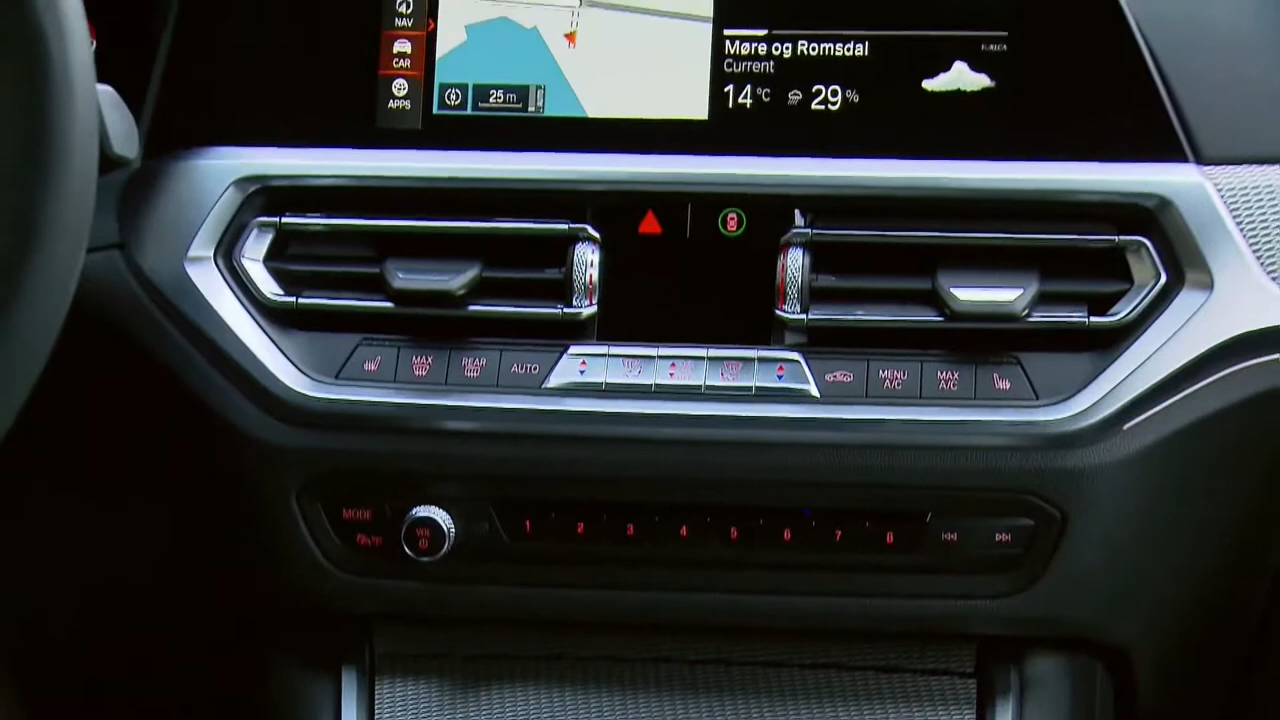 NAV
CAR
APPS
25 m
Møre og Romsdal
Current
14 °C
29 %
MAX
REAR
AUTO
MENU
A/C
MAX
A/C
MODE
VOL
1 2 3 4 5 6 7 8